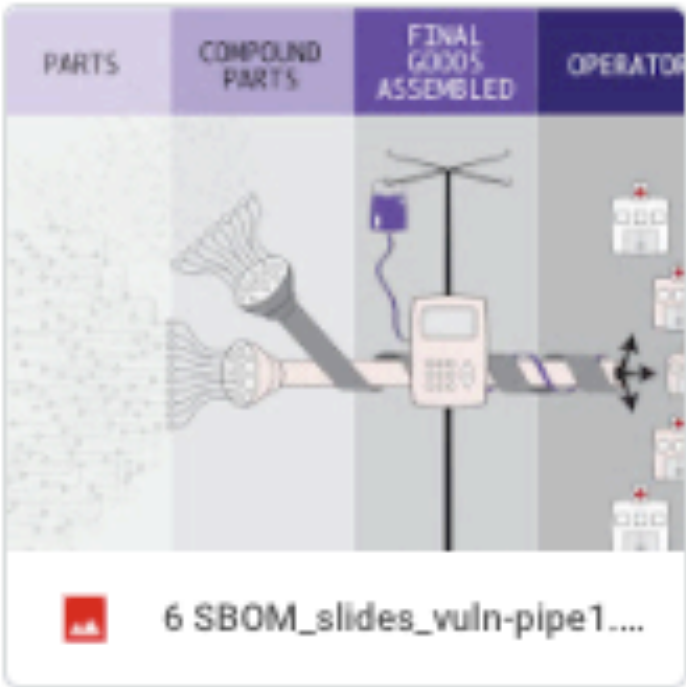 PARTS
COMPOUND
PARTS
FINAL
GOODS
ASSEMBLED
OPERATOR
6 SBOM_slides_vuln-pipe1....